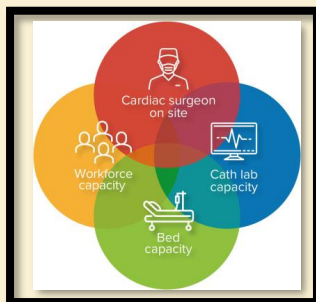 Cardiac surgeon
on site
Workforce
capacity
Cath lab
capacity
Bed
capacity